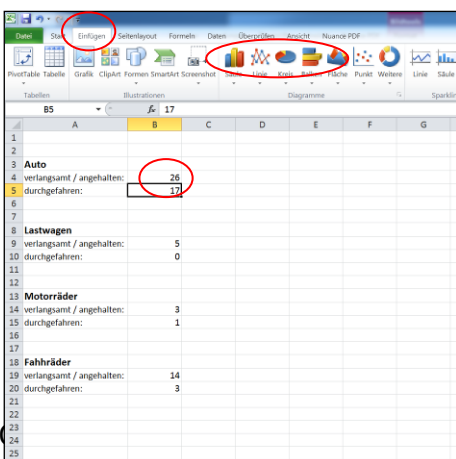 Datei Start Einfügen Seitenlayout Formeln Daten Überprüfen Ansicht Nuance PDF
PivotTable Tabelle Grafik ClipArt Formen SmartArt Screenshot Säule Linie Kreis Balken Fläche Punkt Weitere Linie Säule
Tabellen Illustrationen Diagramme
B5 fx 17
A B C D E F G
1
2
3 Auto
4 verlangsamt / angehalten: 26
5 durchgefahren: 17
6
7
8 Lastwagen
9 verlangsamt / angehalten: 5
10 durchgefahren: 0
11
12
13 Motorräder
14 verlangsamt / angehalten: 3
15 durchgefahren: 1
16
17
18 Fahhräder
19 verlangsamt / angehalten: 14
20 durchgefahren: 3
21
22
23
24
25